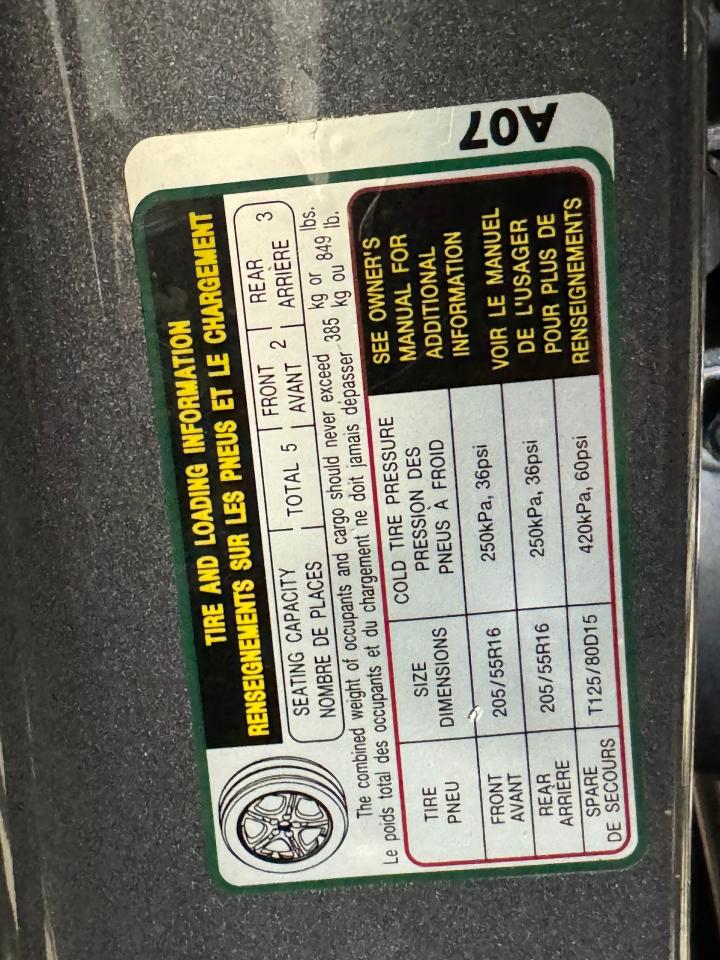 TIRE AND LOADING INFORMATION
RENSEIGNEMENTS SUR LES PNEUS ET LE CHARGEMENT
SEATING CAPACITY TOTAL 5 FRONT 2 REAR 3
NOMBRE DE PLACES AVANT ARRIÈRE
The combined weight of occupants and cargo should never exceed 385 kg or 849 lbs.
Le poids total des occupants et du chargement ne doit jamais dépasser 385 kg ou 849 lb.
TIRE
PNEU
SIZE
DIMENSIONS
COLD TIRE PRESSURE
PRESSION DES
PNEUS À FROID
FRONT
AVANT
205/55R16
250kPa, 36psi
REAR
ARRIÈRE
205/55R16
250kPa, 36psi
SPARE
DE SECOURS
T125/80D15
420kPa, 60psi
SEE OWNER'S
MANUAL FOR
ADDITIONAL
INFORMATION
VOIR LE MANUEL
DE L'USAGER
POUR PLUS DE
RENSEIGNEMENTS
A07